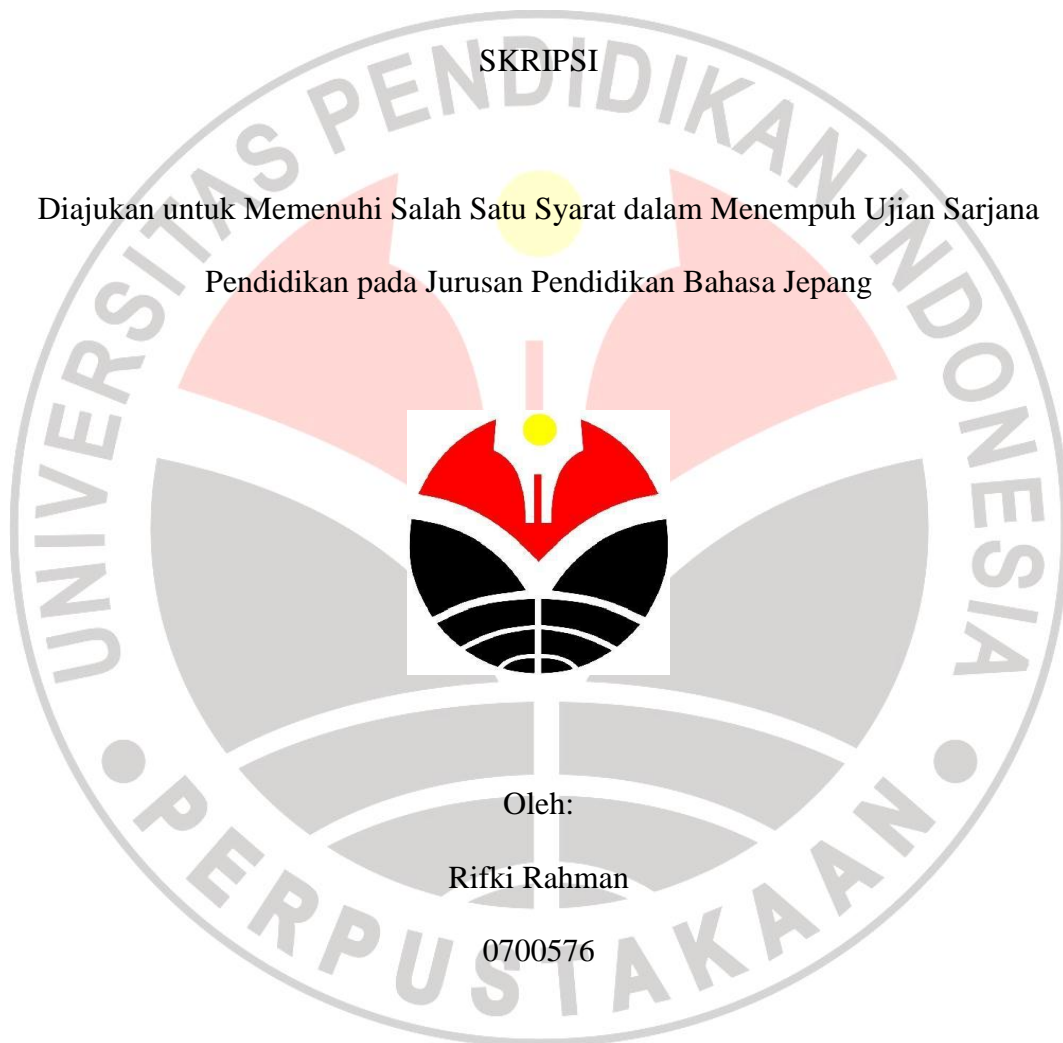 SKRIPSI
Diajukan untuk Memenuhi Salah Satu Syarat dalam Menempuh Ujian Sarjana
Pendidikan pada Jurusan Pendidikan Bahasa Jepang
Oleh:
Rifki Rahman
0700576
UNIVERSITAS PENDIDIKAN INDONESIA
PERPUSTAKAAN